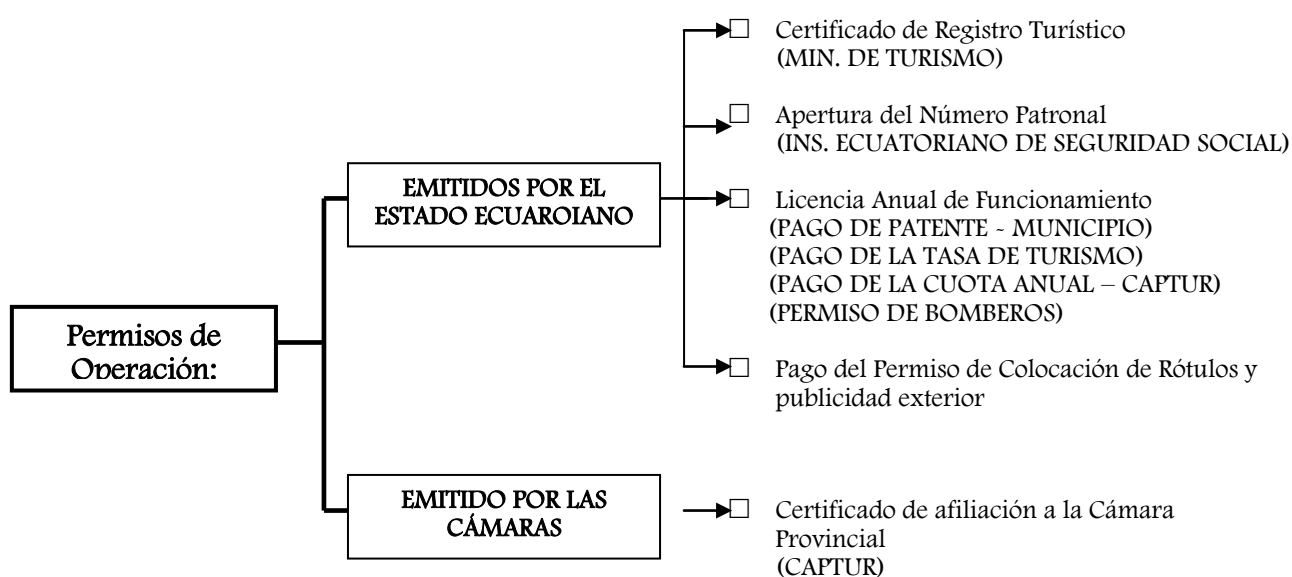 Permisos de
Operación:
EMITIDOS POR EL
ESTADO ECUAROIANO
☐ Certificado de Registro Turístico
(MIN. DE TURISMO)
☐ Apertura del Número Patronal
(INS. ECUATORIANO DE SEGURIDAD SOCIAL)
☐ Licencia Anual de Funcionamiento
(PAGO DE PATENTE - MUNICIPIO)
(PAGO DE LA TASA DE TURISMO)
(PAGO DE LA CUOTA ANUAL – CAPTUR)
(PERMISO DE BOMBEROS)
☐ Pago del Permiso de Colocación de Rótulos y
publicidad exterior
EMITIDO POR LAS
CÁMARAS
☐ Certificado de afiliación a la Cámara
Provincial
(CAPTUR)